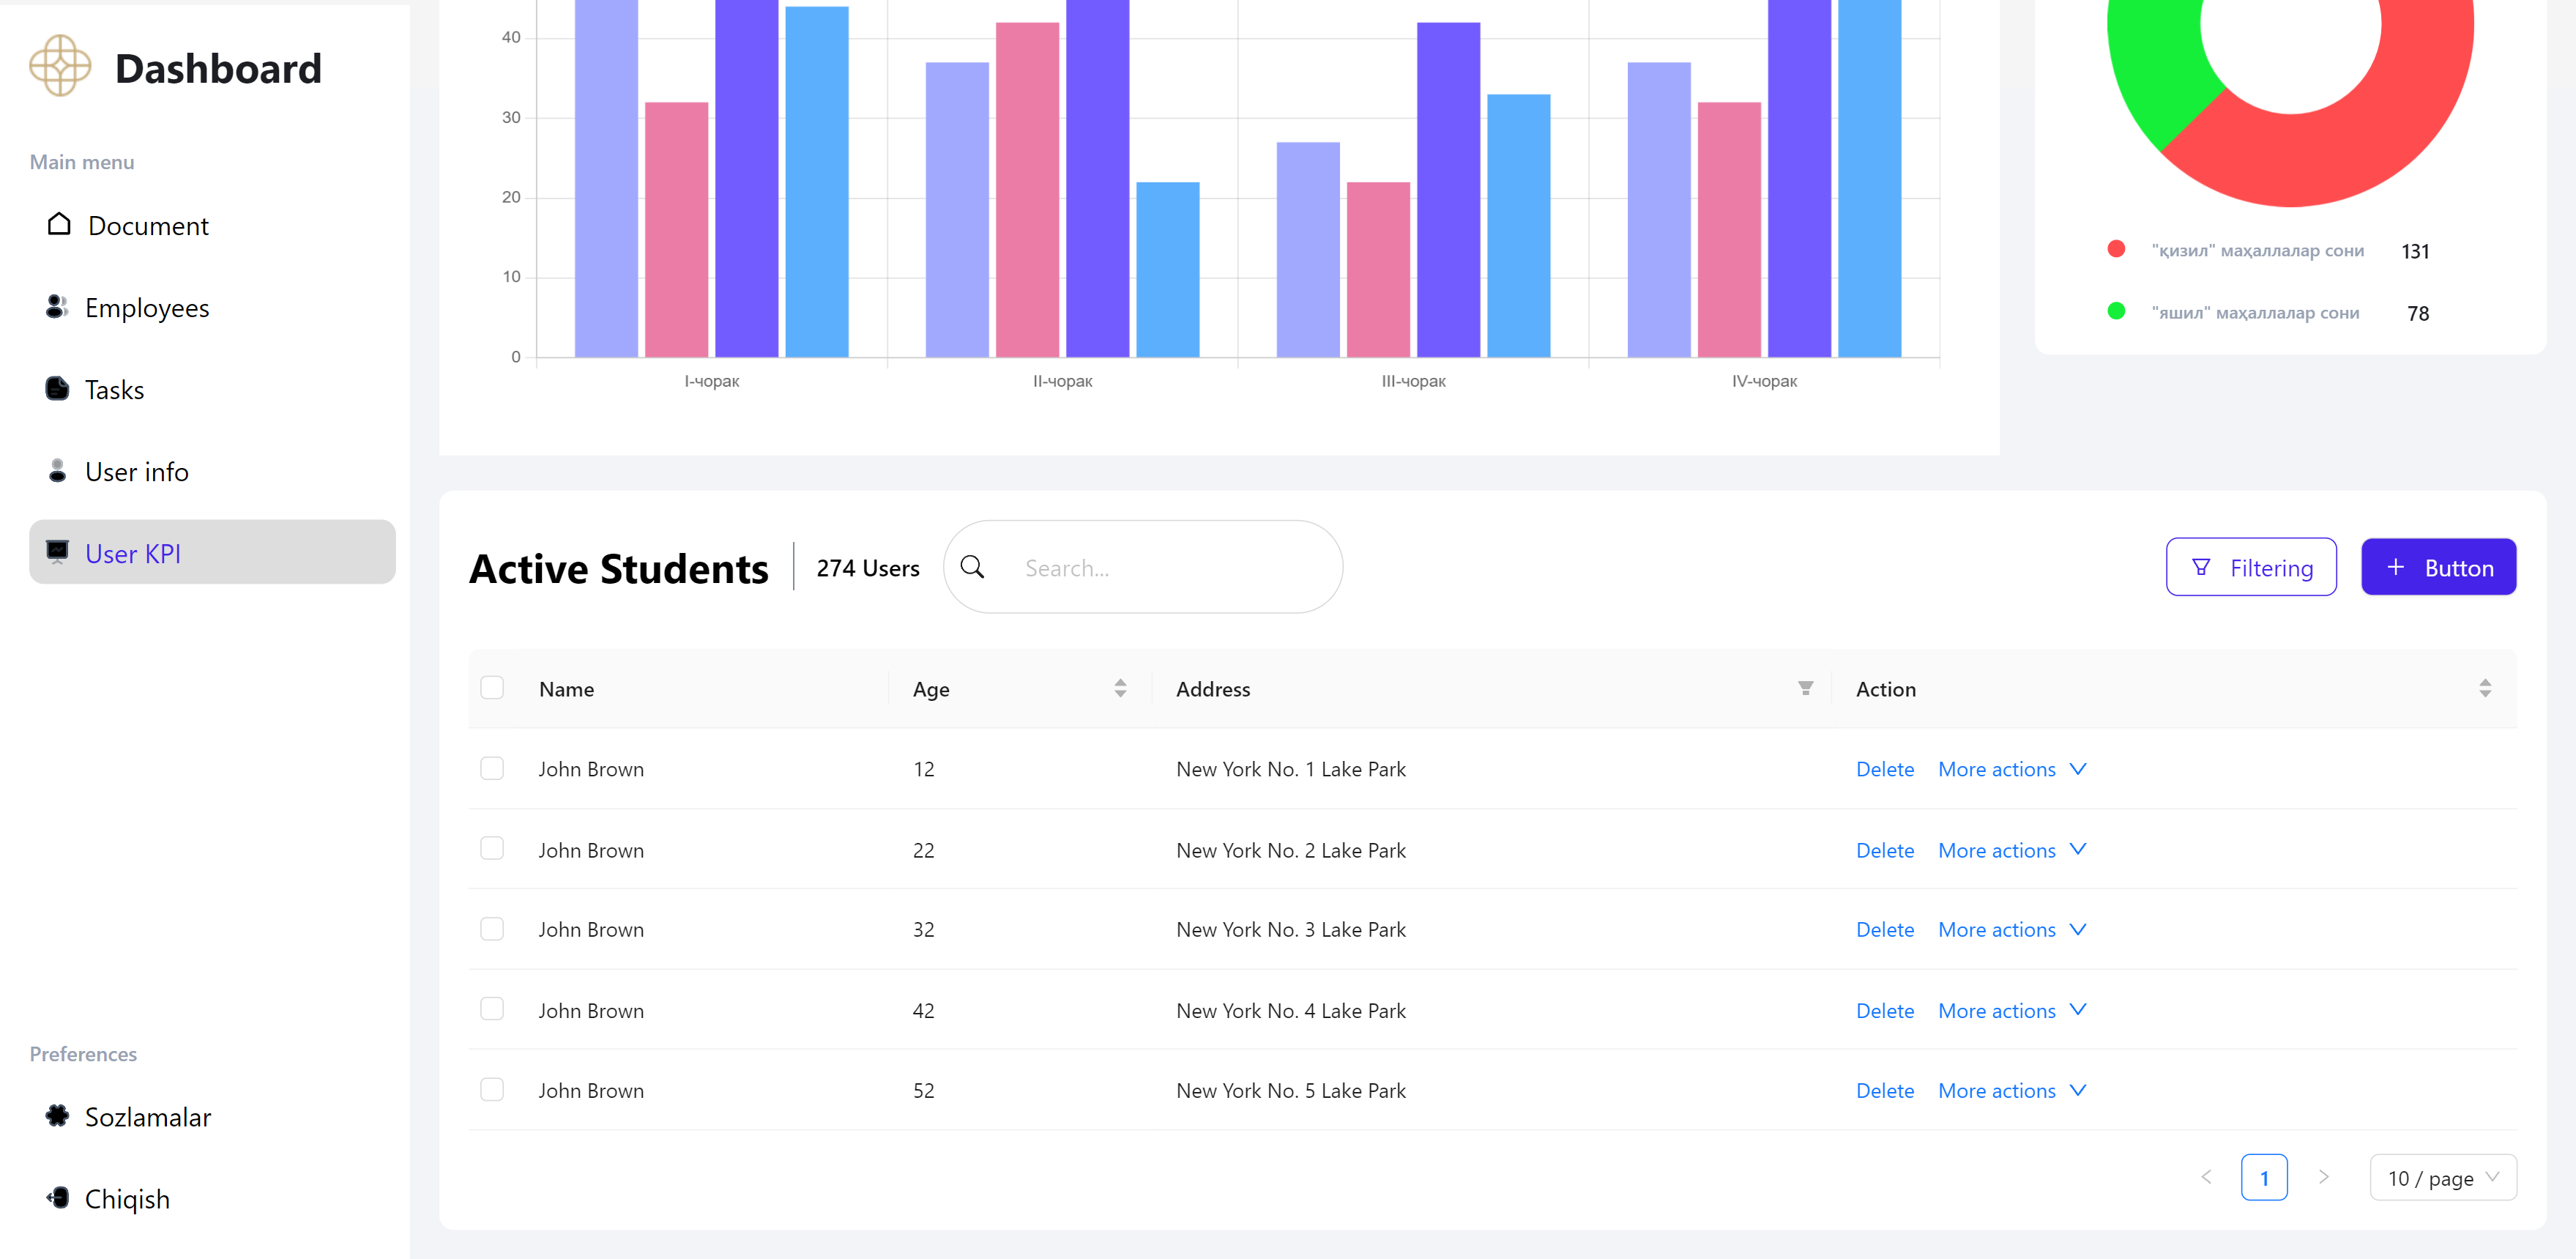 Dashboard
Main menu
Document
Employees
Tasks
User info
User KPI
Preferences
Sozlamalar
Chiqish
40
30
20
10
0
I-чорак II-чорак III-чорак IV-чорак
"қизил" маҳаллалар сони 131
"яшил" маҳаллалар сони 78
Active Students 274 Users Search... Filtering + Button
Name Age Address Action
John Brown 12 New York No. 1 Lake Park Delete More actions
John Brown 22 New York No. 2 Lake Park Delete More actions
John Brown 32 New York No. 3 Lake Park Delete More actions
John Brown 42 New York No. 4 Lake Park Delete More actions
John Brown 52 New York No. 5 Lake Park Delete More actions
< 1 > 10 / page